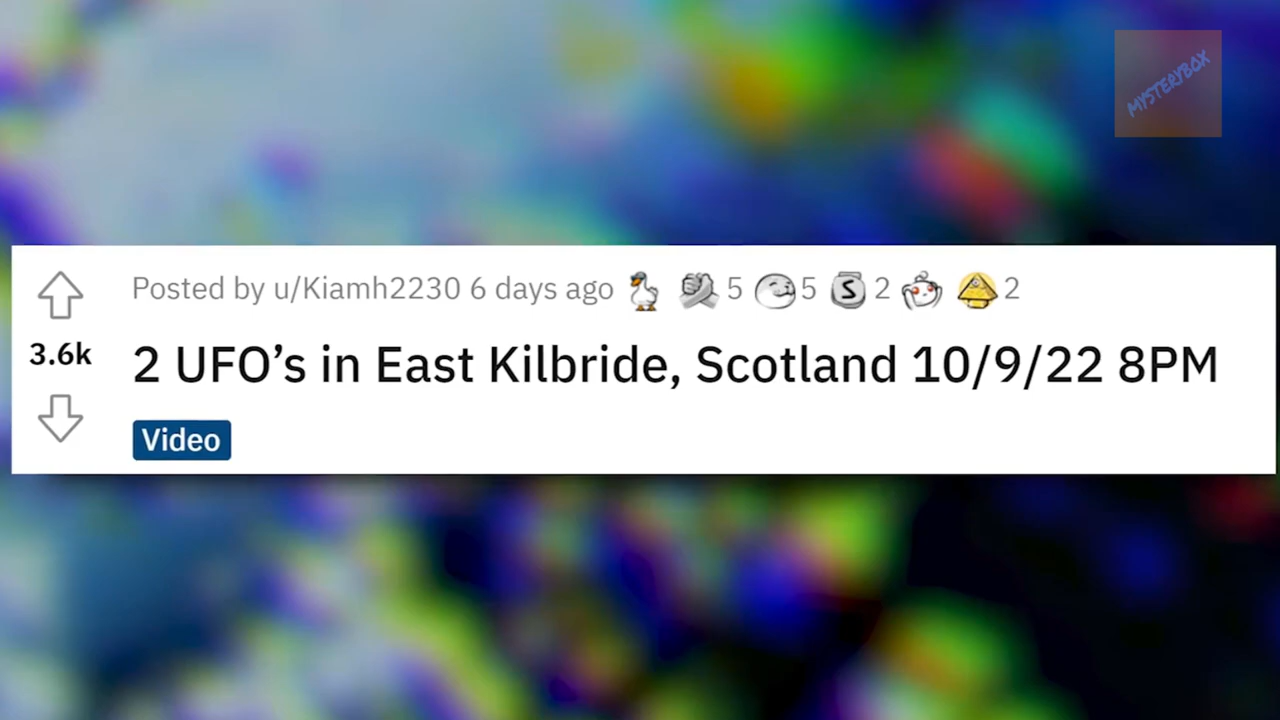 MYSTERYBOX
Posted by u/Kiamh2230 6 days ago 5 5 2 2
3.6k
2 UFO’s in East Kilbride, Scotland 10/9/22 8PM
Video